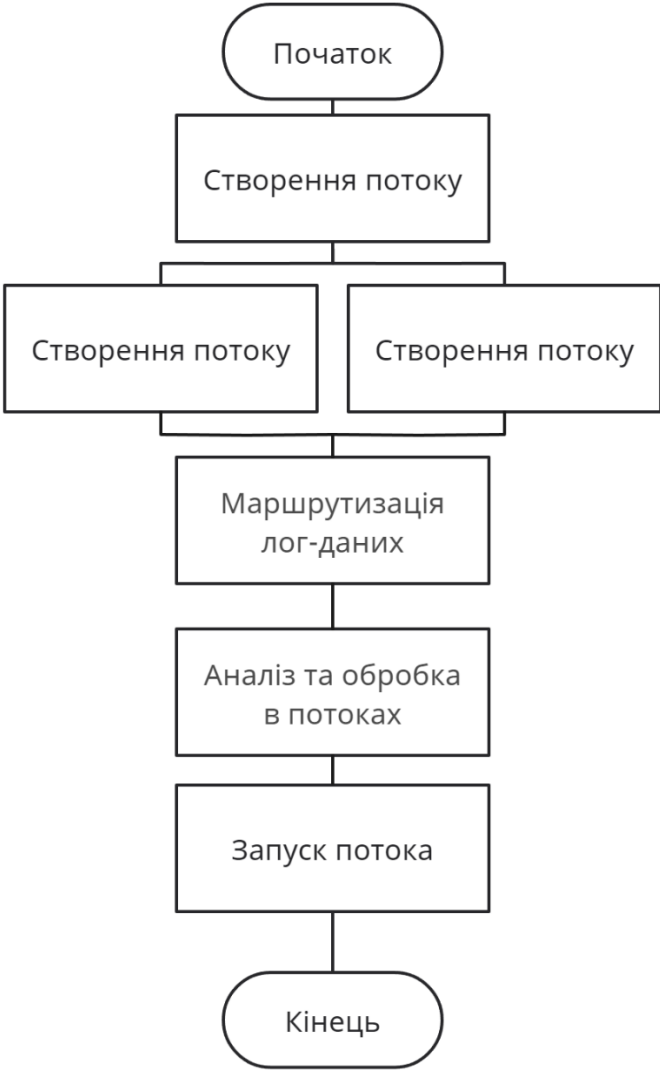 Початок
Створення потоку
Створення потоку
Створення потоку
Маршрутизація
лог-даних
Аналіз та обробка
в потоках
Запуск потока
Кінець